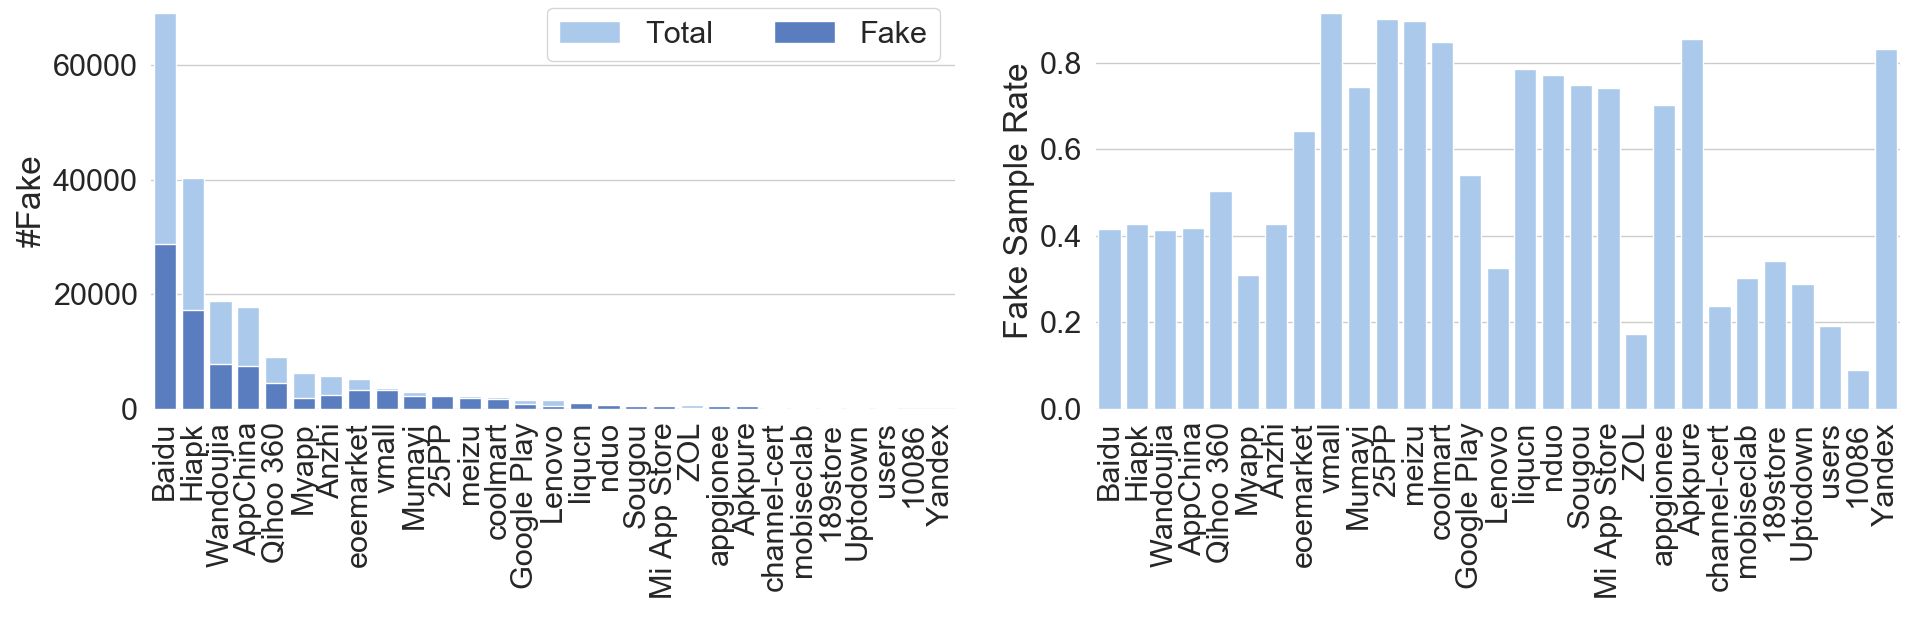 Total Fake
#Fake
60000
40000
20000
0
Baidu
Hiapk
Wandoujia
AppChina
Qihoo 360
Myapp
Anzhi
eoemarket
vmall
Mumayi
25PP
meizu
coolmart
Google Play
Lenovo
liqucn
nduo
Sougou
Mi App Store
ZOL
appgionee
Apkpure
channel-cert
mobiseclab
189store
Uptodown
users
10086
Yandex
Fake Sample Rate
0.8
0.6
0.4
0.2
0.0
Baidu
Hiapk
Wandoujia
AppChina
Qihoo 360
Myapp
Anzhi
eoemarket
vmall
Mumayi
25PP
meizu
coolmart
Google Play
Lenovo
liqucn
nduo
Sougou
Mi App Store
ZOL
appgionee
Apkpure
channel-cert
mobiseclab
189store
Uptodown
users
10086
Yandex